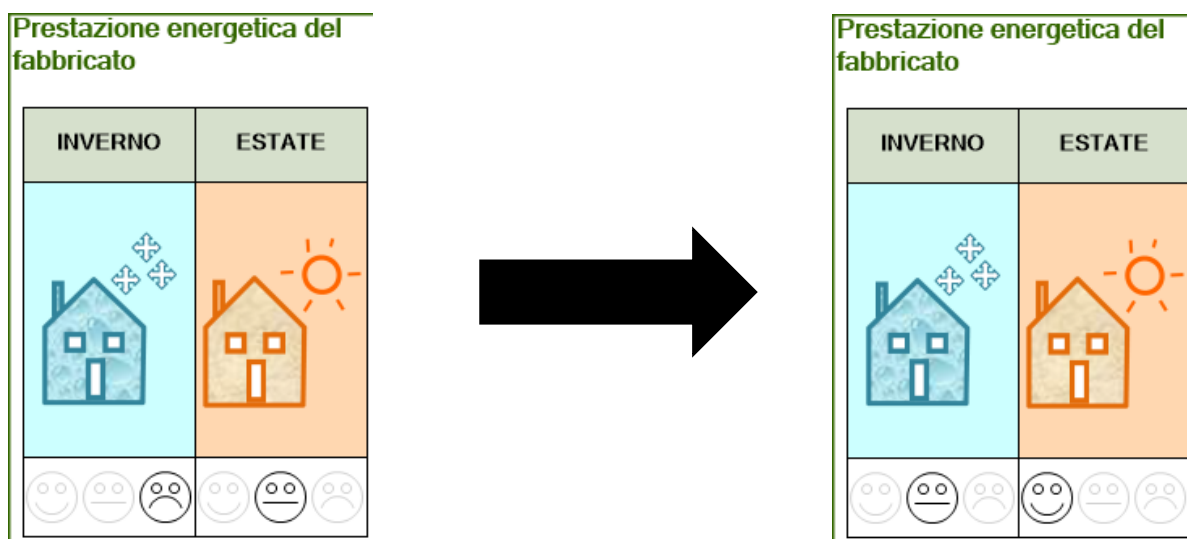 Prestazione energetica del
fabbricato
INVERNO ESTATE
Prestazione energetica del
fabbricato
INVERNO ESTATE